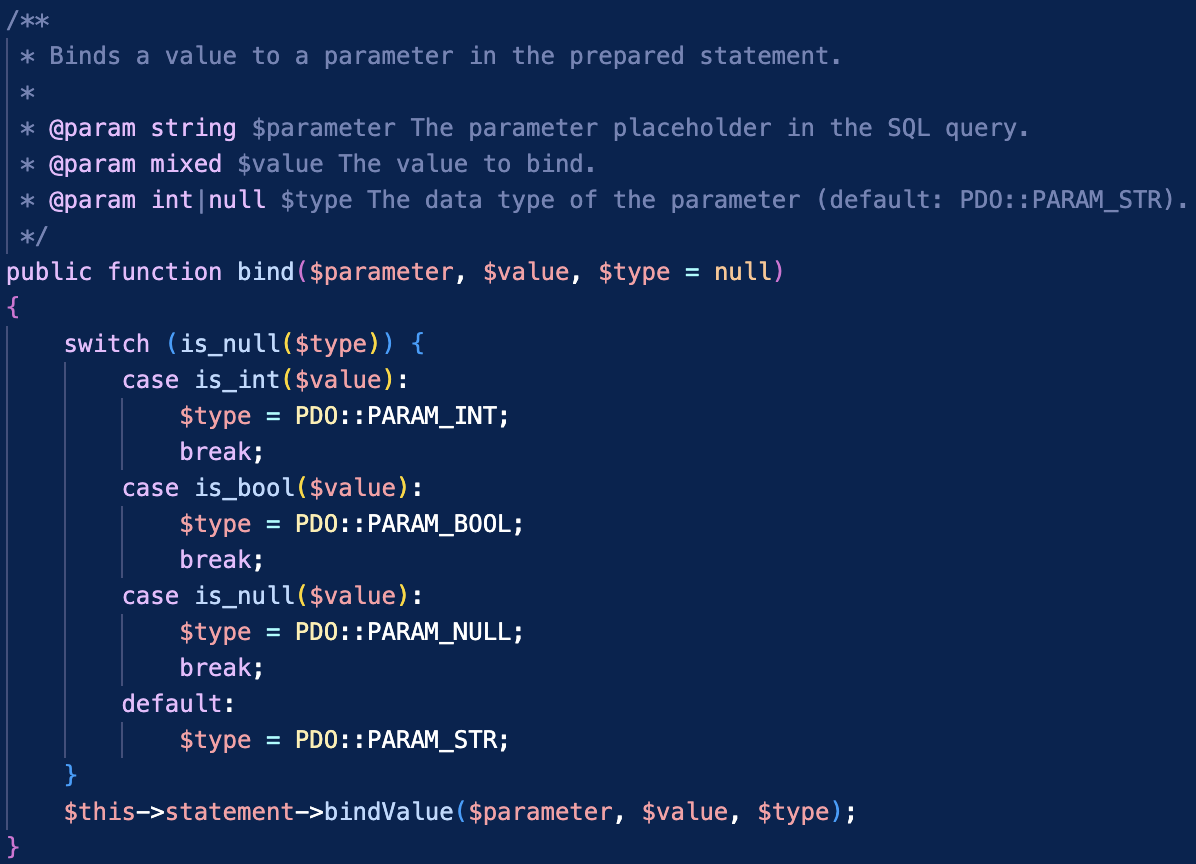 /**
 * Binds a value to a parameter in the prepared statement.
 *
 * @param string $parameter The parameter placeholder in the SQL query.
 * @param mixed $value The value to bind.
 * @param int|null $type The data type of the parameter (default: PDO::PARAM_STR).
 */
public function bind($parameter, $value, $type = null)
{
    switch (is_null($type)) {
        case is_int($value):
            $type = PDO::PARAM_INT;
            break;
        case is_bool($value):
            $type = PDO::PARAM_BOOL;
            break;
        case is_null($value):
            $type = PDO::PARAM_NULL;
            break;
        default:
            $type = PDO::PARAM_STR;
    }
    $this->statement->bindValue($parameter, $value, $type);
}